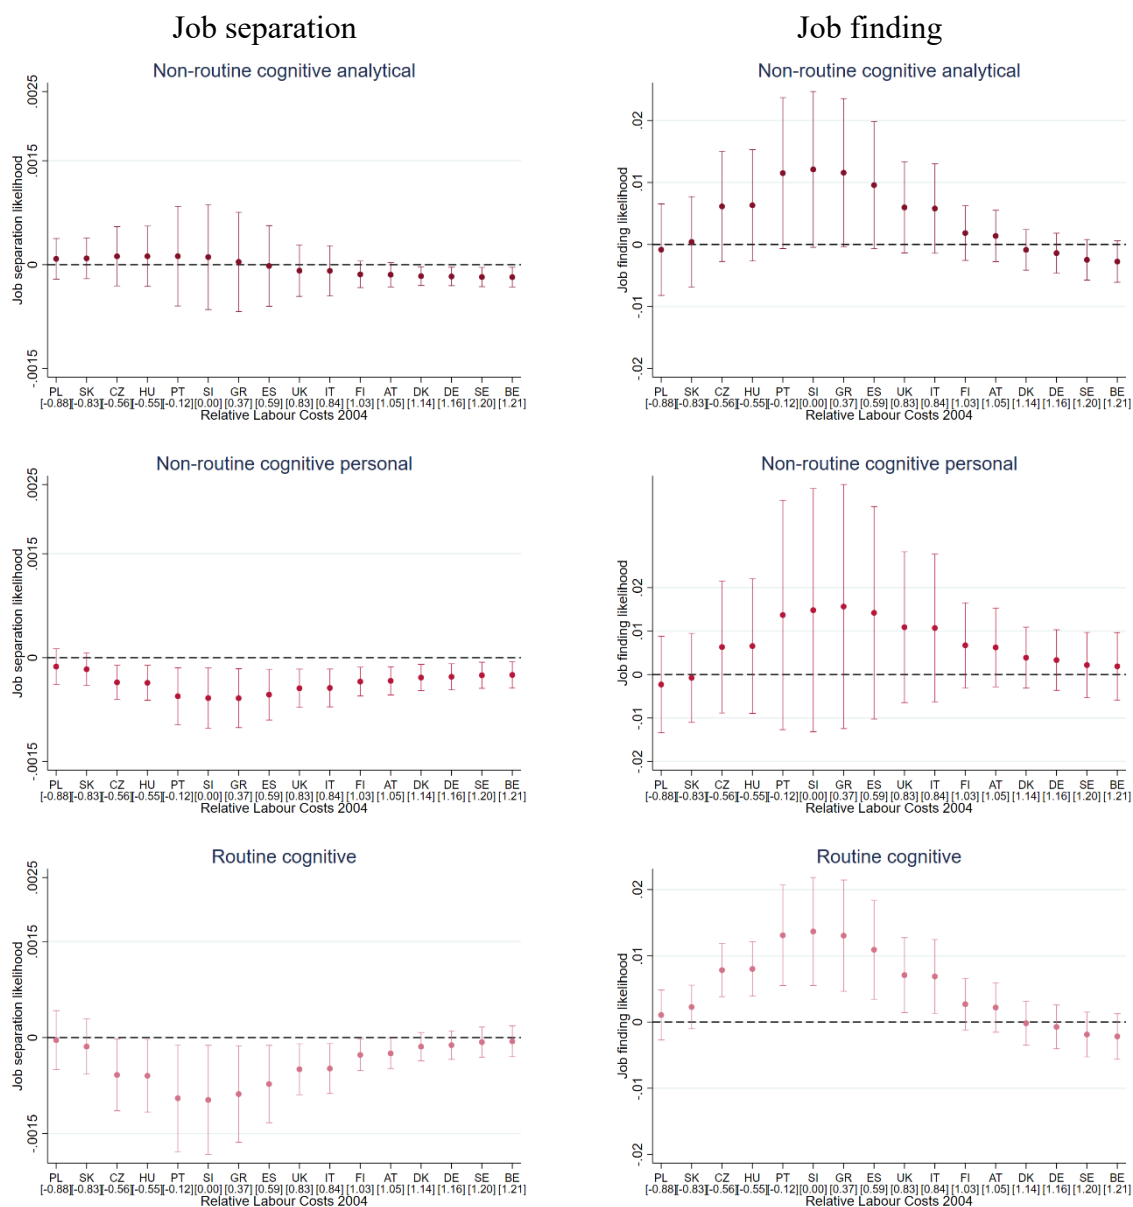 Job separation
Job finding
Non-routine cognitive analytical
Job separation likelihood
.0025
.0015
0
-.0015
PL SK CZ HU PT SI GR ES UK IT FI AT DK DE SE BE
[-0.88][-0.83][-0.56][-0.55][-0.12][0.00] [0.37] [0.59] [0.83] [0.84] [1.03] [1.05] [1.14] [1.16] [1.20] [1.21]
Relative Labour Costs 2004
Non-routine cognitive analytical
Job finding likelihood
.02
.01
0
-.01
-.02
PL SK CZ HU PT SI GR ES UK IT FI AT DK DE SE BE
[-0.88][-0.83][-0.56][-0.55][-0.12][0.00] [0.37] [0.59] [0.83] [0.84] [1.03] [1.05] [1.14] [1.16] [1.20] [1.21]
Relative Labour Costs 2004
Non-routine cognitive personal
Job separation likelihood
.0025
.0015
0
-.0015
PL SK CZ HU PT SI GR ES UK IT FI AT DK DE SE BE
[-0.88][-0.83][-0.56][-0.55][-0.12][0.00] [0.37] [0.59] [0.83] [0.84] [1.03] [1.05] [1.14] [1.16] [1.20] [1.21]
Relative Labour Costs 2004
Non-routine cognitive personal
Job finding likelihood
.02
.01
0
-.01
-.02
PL SK CZ HU PT SI GR ES UK IT FI AT DK DE SE BE
[-0.88][-0.83][-0.56][-0.55][-0.12][0.00] [0.37] [0.59] [0.83] [0.84] [1.03] [1.05] [1.14] [1.16] [1.20] [1.21]
Relative Labour Costs 2004
Routine cognitive
Job separation likelihood
.0025
.0015
0
-.0015
PL SK CZ HU PT SI GR ES UK IT FI AT DK DE SE BE
[-0.88][-0.83][-0.56][-0.55][-0.12][0.00] [0.37] [0.59] [0.83] [0.84] [1.03] [1.05] [1.14] [1.16] [1.20] [1.21]
Relative Labour Costs 2004
Routine cognitive
Job finding likelihood
.02
.01
0
-.01
-.02
PL SK CZ HU PT SI GR ES UK IT FI AT DK DE SE BE
[-0.88][-0.83][-0.56][-0.55][-0.12][0.00] [0.37] [0.59] [0.83] [0.84] [1.03] [1.05] [1.14] [1.16] [1.20] [1.21]
Relative Labour Costs 2004